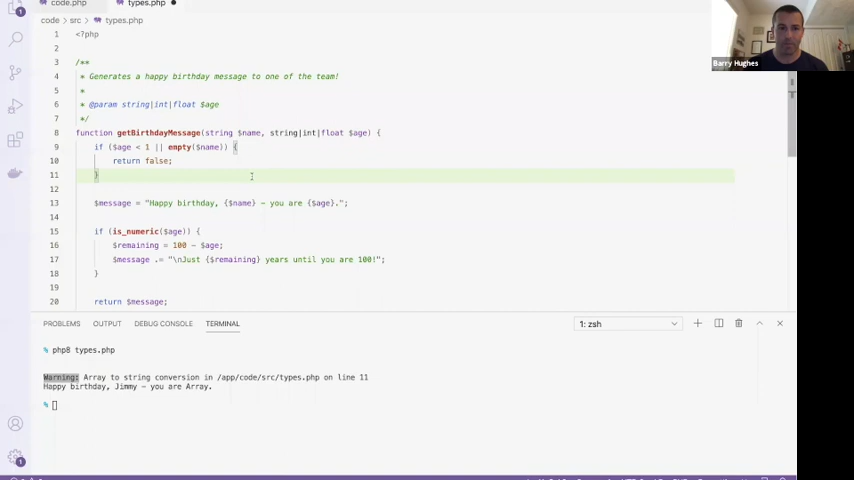 code.php
types.php
code > src > types.php
Barry Hughes
1 <?php
2
3 /**
4 * Generates a happy birthday message to one of the team!
5 *
6 * @param string|int|float $age
7 */
8 function getBirthdayMessage(string $name, string|int|float $age) {
9 if ($age < 1 || empty($name)) {
10 return false;
11 }
12
13 $message = "Happy birthday, {$name} - you are {$age}.";
14
15 if (is_numeric($age)) {
16 $remaining = 100 - $age;
17 $message .= "\nJust {$remaining} years until you are 100!";
18 }
19
20 return $message;
PROBLEMS OUTPUT DEBUG CONSOLE TERMINAL 1: zsh
% php8 types.php
Warning: Array to string conversion in /app/code/src/types.php on line 11
Happy birthday, Jimmy - you are Array.
%
1